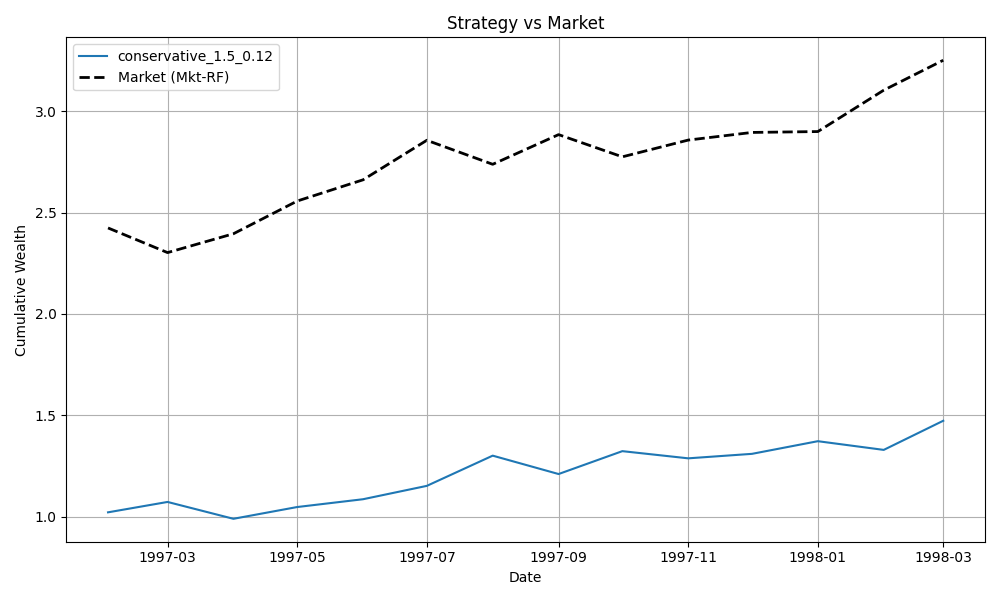 Strategy vs Market
conservative_1.5_0.12
Market (Mkt-RF)
Cumulative Wealth
3.0
2.5
2.0
1.5
1.0
1997-03
1997-05
1997-07
1997-09
1997-11
1998-01
1998-03
Date